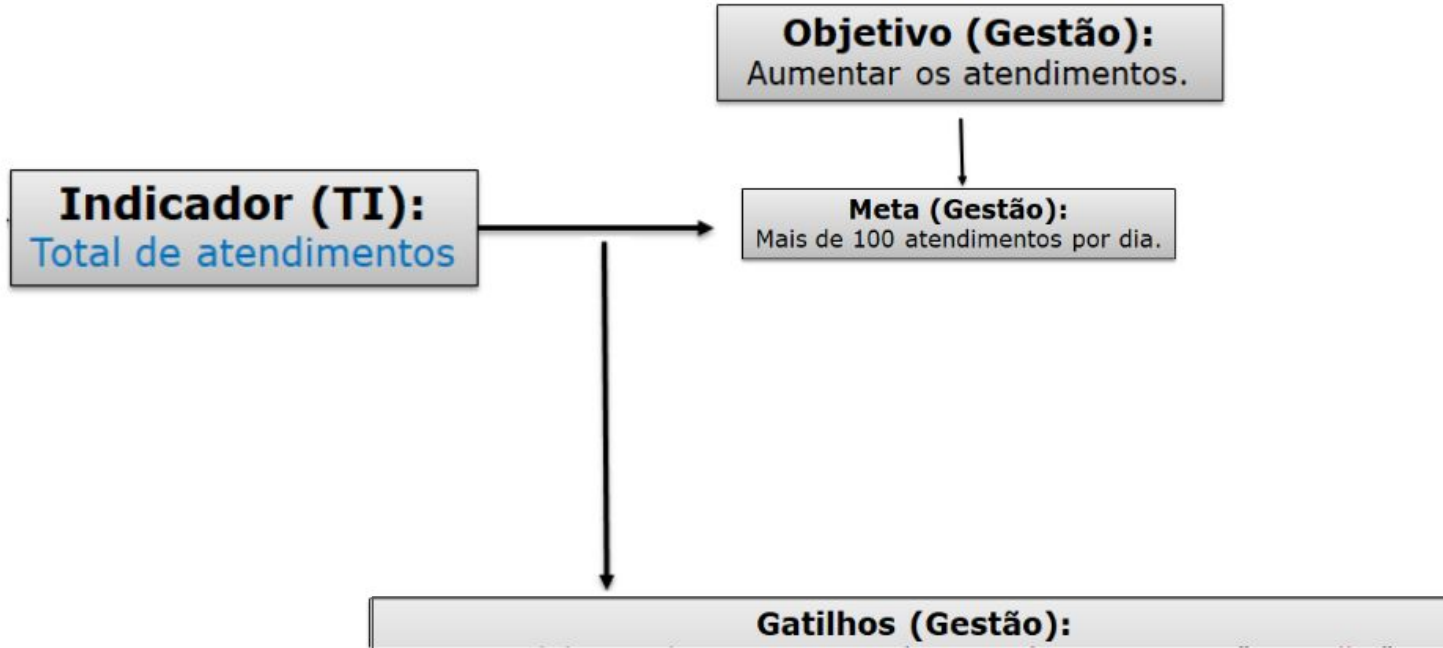 Objetivo (Gestão):
Aumentar os atendimentos.
Indicador (TI):
Total de atendimentos
Meta (Gestão):
Mais de 100 atendimentos por dia.
Gatilhos (Gestão):